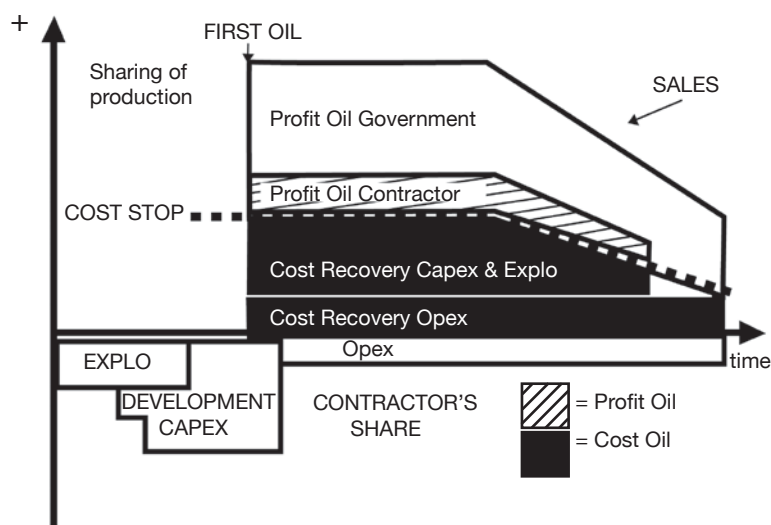 +
FIRST OIL
Sharing of
production
SALES
Profit Oil Government
Profit Oil Contractor
COST STOP
Cost Recovery Capex & Explo
Cost Recovery Opex
Opex
time
EXPLO
DEVELOPMENT
CAPEX
CONTRACTOR'S
SHARE
= Profit Oil
= Cost Oil